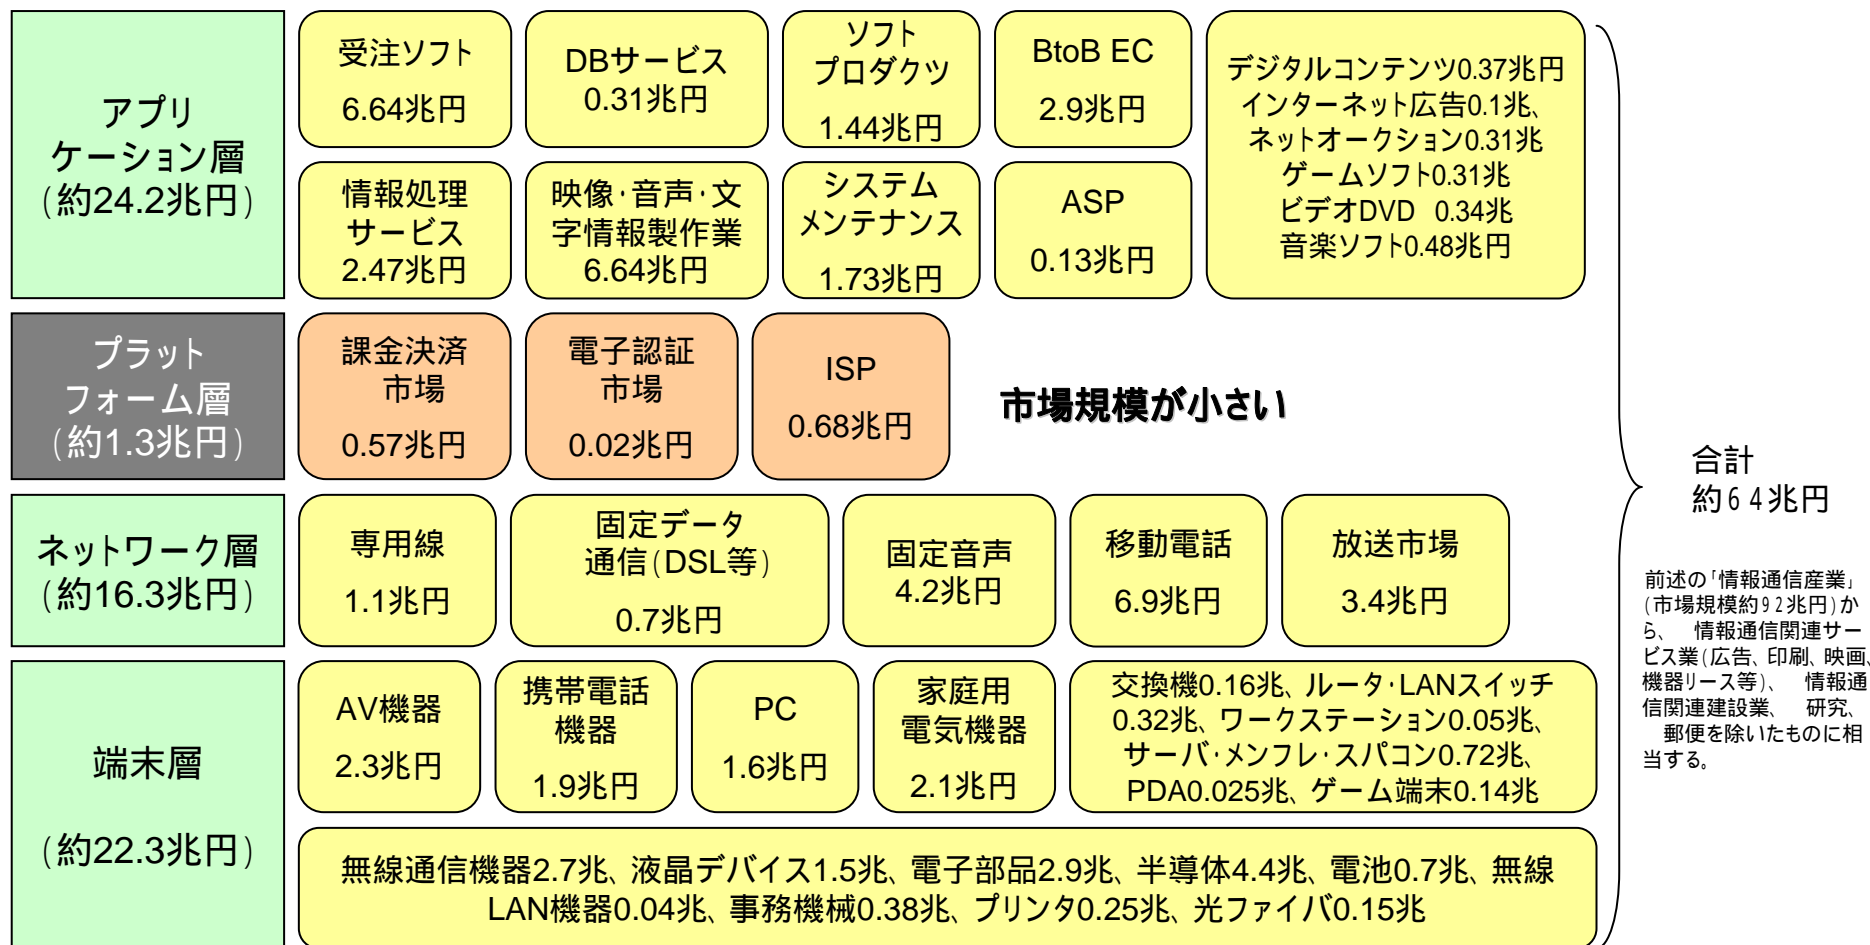 アプリ
ケーション層
(約24.2兆円)
受注ソフト
6.64兆円
DBサービス
0.31兆円
ソフト
プロダクツ
1.44兆円
BtoB EC
2.9兆円
デジタルコンテンツ0.37兆円
インターネット広告0.1兆、
ネットオークション0.31兆
ゲームソフト0.31兆
ビデオDVD 0.34兆
音楽ソフト0.48兆円
情報処理
サービス
2.47兆円
映像・音声・文
字情報製作業
6.64兆円
システム
メンテナンス
1.73兆円
ASP
0.13兆円
プラット
フォーム層
(約1.3兆円)
課金決済
市場
0.57兆円
電子認証
市場
0.02兆円
ISP
0.68兆円
市場規模が小さい
ネットワーク層
(約16.3兆円)
専用線
1.1兆円
固定データ
通信(DSL等)
0.7兆円
固定音声
4.2兆円
移動電話
6.9兆円
放送市場
3.4兆円
端末層
(約22.3兆円)
AV機器
2.3兆円
携帯電話
機器
1.9兆円
PC
1.6兆円
家庭用
電気機器
2.1兆円
交換機0.16兆、ルータ・LANスイッチ
0.32兆、ワークステーション0.05兆、
サーバ・メンフレ・スパコン0.72兆、
PDA0.025兆、ゲーム端末0.14兆
無線通信機器2.7兆、液晶デバイス1.5兆、電子部品2.9兆、半導体4.4兆、電池0.7兆、無線
LAN機器0.04兆、事務機械0.38兆、プリンタ0.25兆、光ファイバ0.15兆
合計
約64兆円
前述の「情報通信産業」
(市場規模約92兆円)か
ら、 情報通信関連サー
ビス業(広告、印刷、映画、
機器リース等)、 情報通
信関連建設業、 研究、
郵便を除いたものに相
当する。